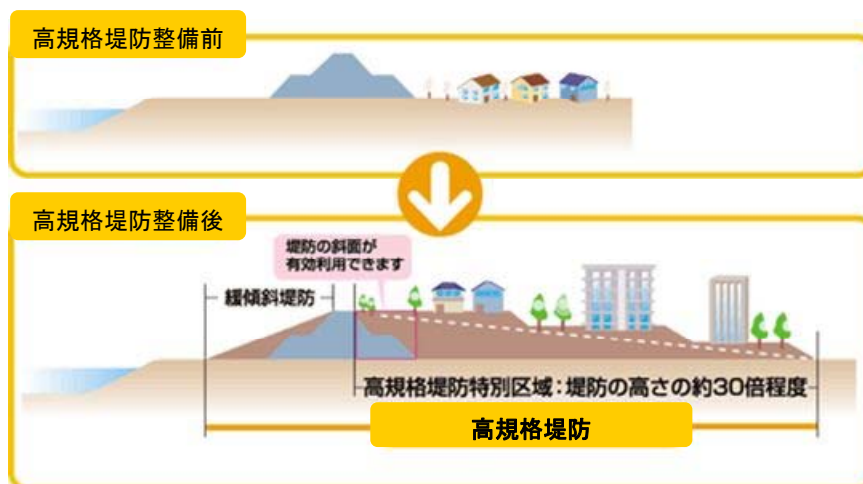 高規格堤防整備前
高規格堤防整備後
堤防の斜面が
有効利用できます
緩傾斜堤防
高規格堤防特別区域：堤防の高さの約30倍程度
高規格堤防